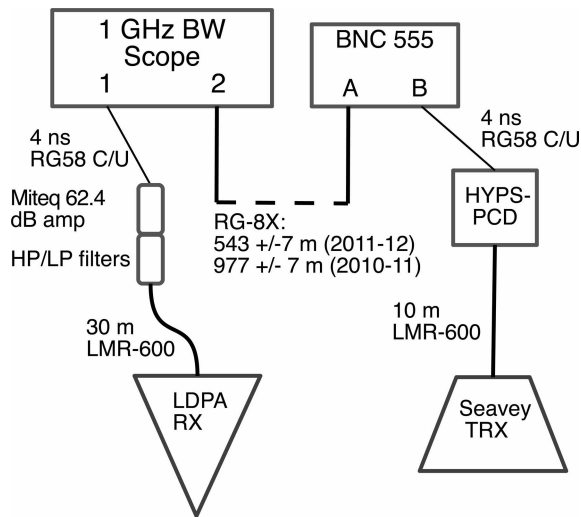 1 GHz BW
Scope
1 2
BNC 555
A B
4 ns
RG58 C/U
4 ns
RG58 C/U
Miteq 62.4
dB amp
HP/LP filters
RG-8X:
543 +/-7 m (2011-12)
977 +/- 7 m (2010-11)
HYPS-
PCD
30 m
LMR-600
10 m
LMR-600
LDPA
RX
Seavey
TRX